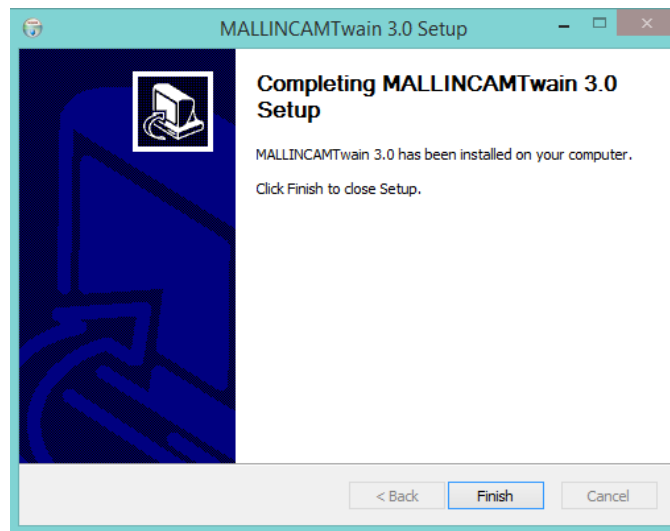 MALLINCAMTwain 3.0 Setup
Completing MALLINCAMTwain 3.0
Setup
MALLINCAMTwain 3.0 has been installed on your computer.
Click Finish to close Setup.
< Back Finish Cancel